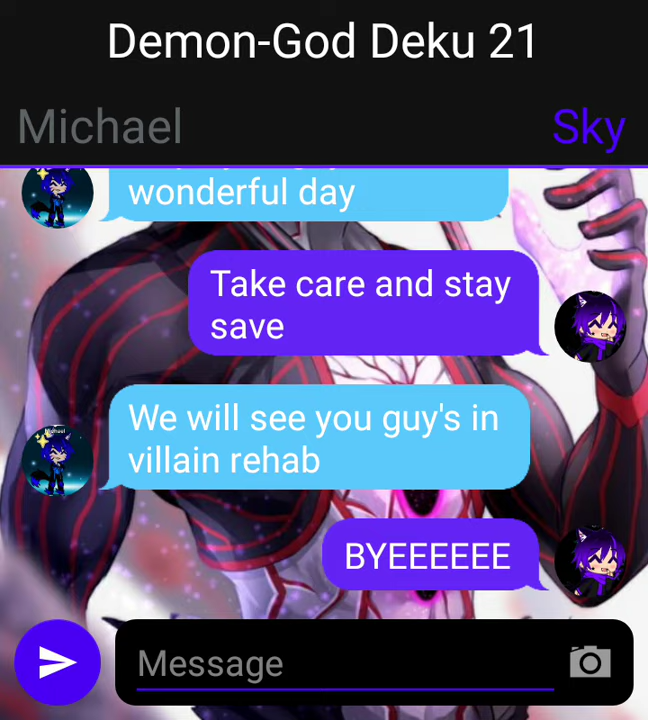 Demon-God Deku 21
Michael
Sky
wonderful day
Take care and stay
save
Michael
We will see you guy's in
villain rehab
BYEEEEEE
Message